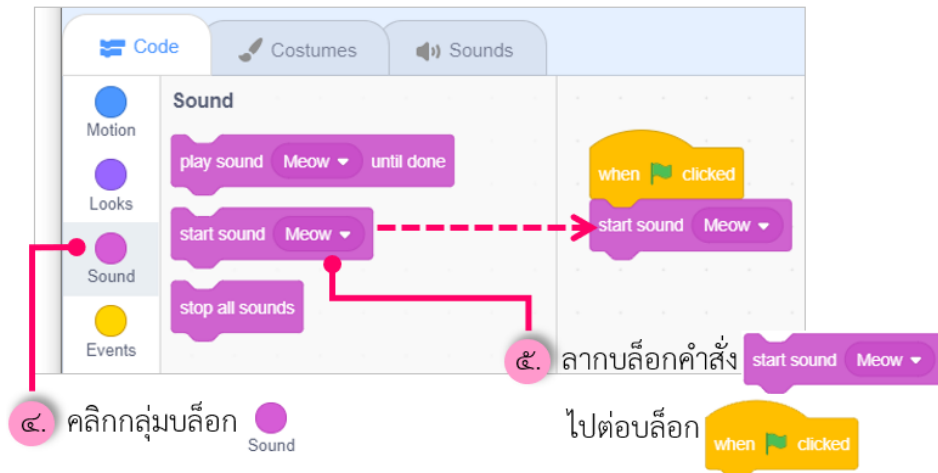 Code Costumes Sounds
Motion
Looks
Sound
Events
Sound
play sound Meow until done
start sound Meow
stop all sounds
when clicked
start sound Meow
๔. คลิกกลุ่มบล็อก
Sound
๕. ลากบล็อกคำสั่ง start sound Meow
ไปต่อบล็อก when clicked